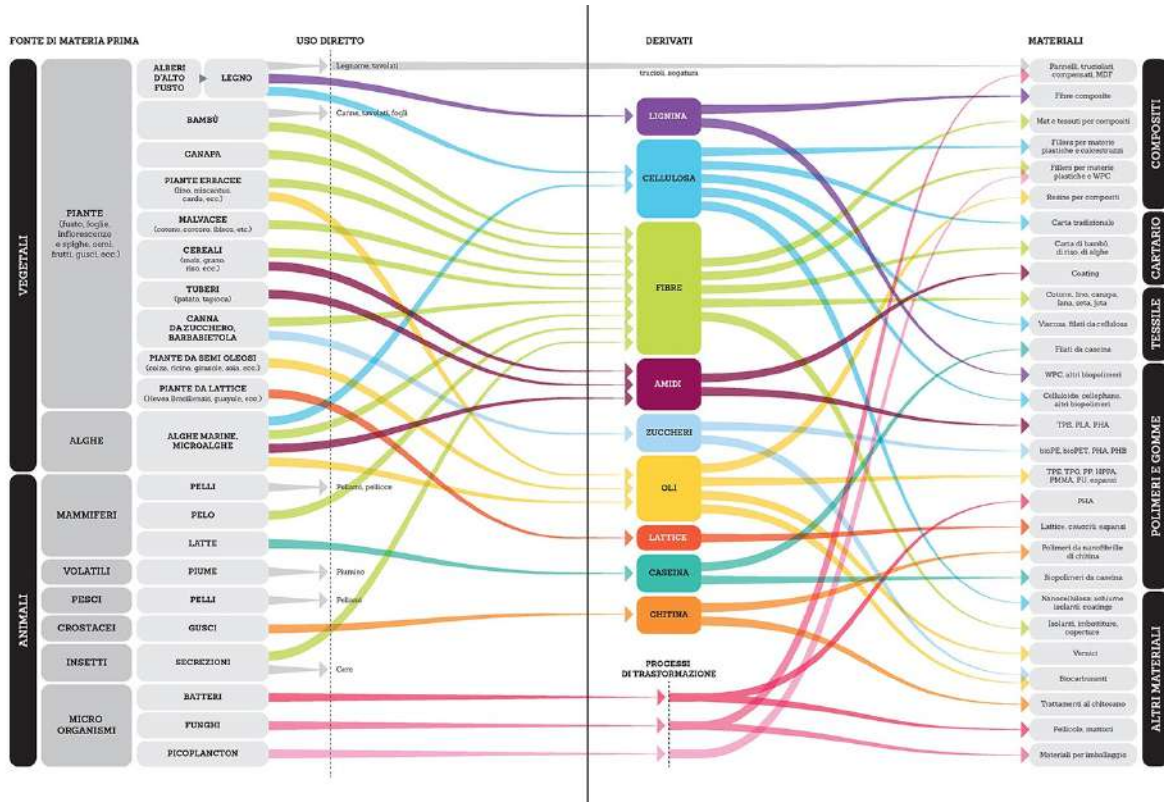 FONTE DI MATERIA PRIMA
USO DIRETTO
DERIVATI
MATERIALI
VEGETALI
PIANTE
(fusto, foglie,
infiorescenze
e spighe, semi,
frutti, gusci, ecc.)
ALGHE
ANIMALI
MAMMIFERI
VOLATILI
PESCI
CROSTACEI
INSETTI
MICRO
ORGANISMI
ALBERI
D'ALTO
FUSTO
LEGNO
BAMBÙ
CANAPA
PIANTE ERBACEE
(lino, miscantus,
cardo, ecc.)
MALVACEE
(cotone, corcoro, ibisco, etc.)
CEREALI
(mais, grano,
riso, ecc.)
TUBERI
(patate, tapioca)
CANNA
DA ZUCCHERO,
BARBABIETOLA
PIANTE DA SEMI OLEOSI
(colza, ricino, girasole, soia, ecc.)
PIANTE DA LATTICE
(Hevea Brasiliensis, guayule, ecc.)
ALGHE MARINE,
MICROALGHE
PELLI
PELO
LATTE
PIUME
PELLI
GUSCI
SECREZIONI
BATTERI
FUNGHI
PICOPLANCTON
Legname, tavolati
Canne, tavolati, fogli
Pellame, pellicce
Piumino
Pellame
Cere
trucioli, segatura
LIGNINA
CELLULOSA
FIBRE
AMIDI
ZUCCHERI
OLI
LATTICE
CASEINA
CHITINA
PROCESSI
DI TRASFORMAZIONE
Pannelli, truciolati,
compensati, MDF
Fibre composite
Mat e tessuti per compositi
Fillers per materie
plastiche e calcestruzzi
Fillers per materie
plastiche e WPC
Resine per compositi
Carta tradizionale
Carta di bambù,
di riso, di alghe
Coating
Cotone, lino, canapa,
lana, seta, juta
Viscosa, filati da cellulosa
Filati da caseina
WPC, altri biopolimeri
Celluloide, cellophane,
altri biopolimeri
TPS, PLA, PHA
bioPE, bioPET, PHA, PHB
TPE, TPO, PP, HIPPA,
PMMA, PU, espansi
PHA
Lattice, caucciù, espansi
Polimeri da nanofibrille
di chitina
Biopolimeri da caseina
Nanocellulosa: schiume
isolanti, coatings
Isolanti, imbottiture,
coperture
Vernici
Biocarburanti
Trattamenti al chitosano
Pellicole, mattoni
Materiali per imballaggio
COMPOSITI
CARTARIO
TESSILE
POLIMERI E GOMME
ALTRI MATERIALI